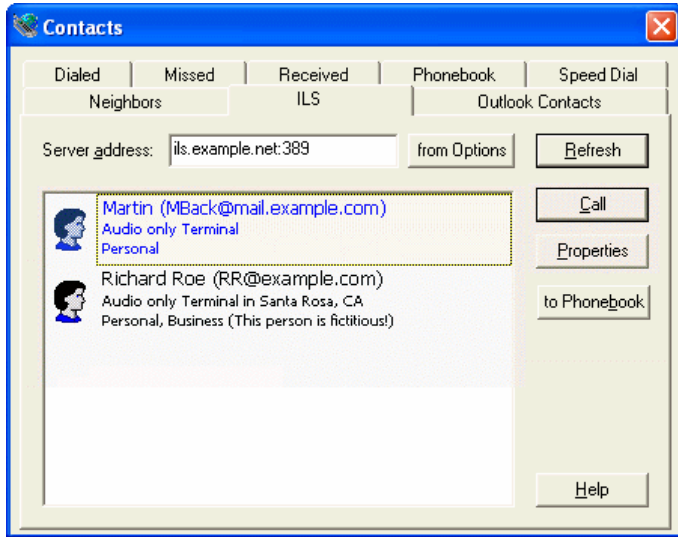 Contacts
Dialed Missed Received Phonebook Speed Dial
Neighbors ILS Outlook Contacts
Server address: ils.example.net:389 from Options Refresh
Martin (MBack@mail.example.com)
Audio only Terminal
Personal
Richard Roe (RR@example.com)
Audio only Terminal in Santa Rosa, CA
Personal, Business (This person is fictitious!)
Call
Properties
to Phonebook
Help